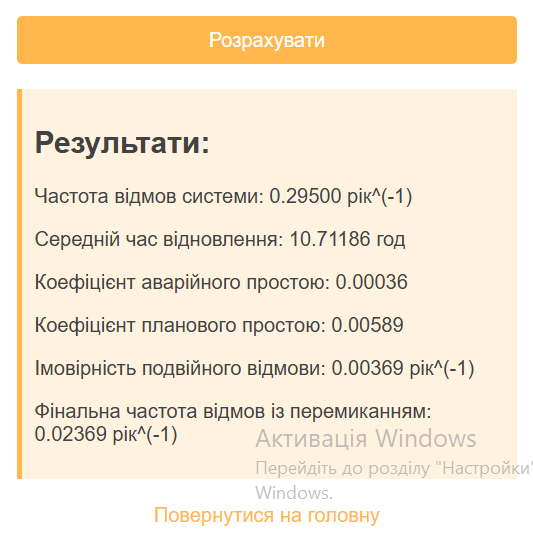 Розрахувати
Результати:
Частота відмов системи: 0.29500 рік^(-1)
Середній час відновлення: 10.71186 год
Коефіцієнт аварійного простою: 0.00036
Коефіцієнт планового простою: 0.00589
Імовірність подвійного відмови: 0.00369 рік^(-1)
Фінальна частота відмов із перемиканням:
0.02369 рік^(-1)
Активація Windows
Перейдіть до розділу "Настройки"
Windows.
Повернутися на головну